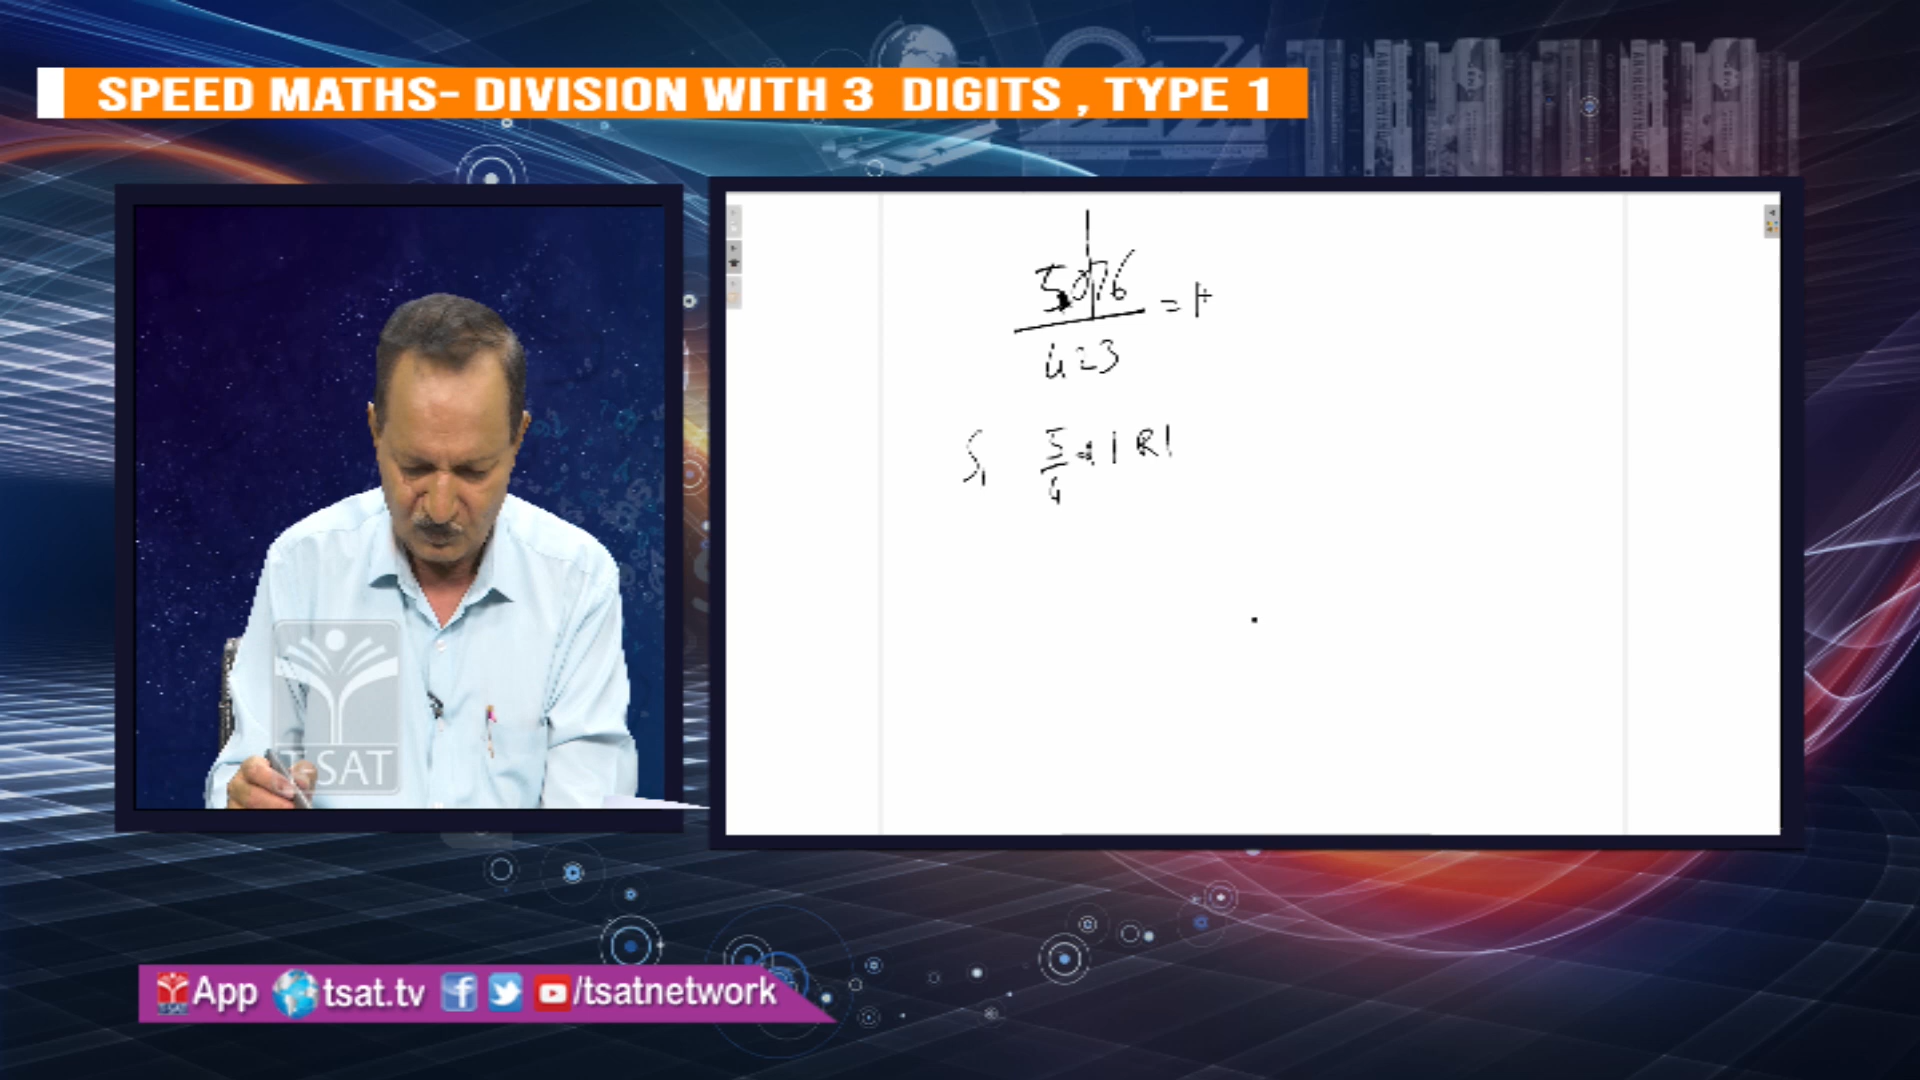 SPEED MATHS- DIVISION WITH 3 DIGITS , TYPE 1
5076
= 1
423
S1 5 1 R1
4
T-SAT
App tsat.tv /tsatnetwork